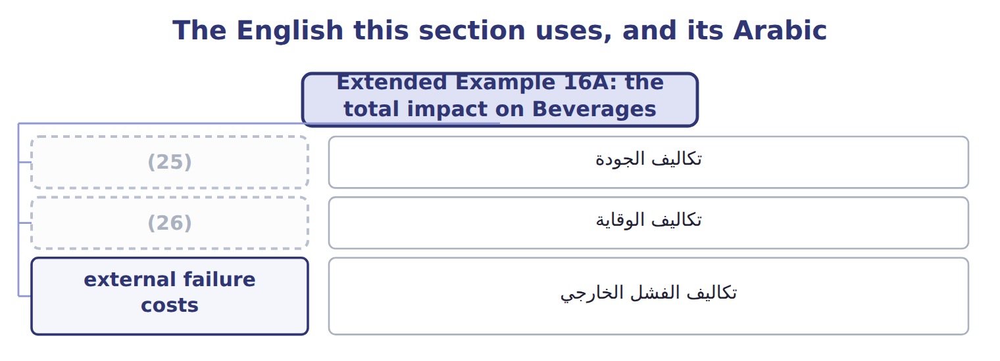 The English this section uses, and its Arabic
Extended Example 16A: the
total impact on Beverages
(25)
تكاليف الجودة
(26)
تكاليف الوقاية
external failure
costs
تكاليف الفشل الخارجي